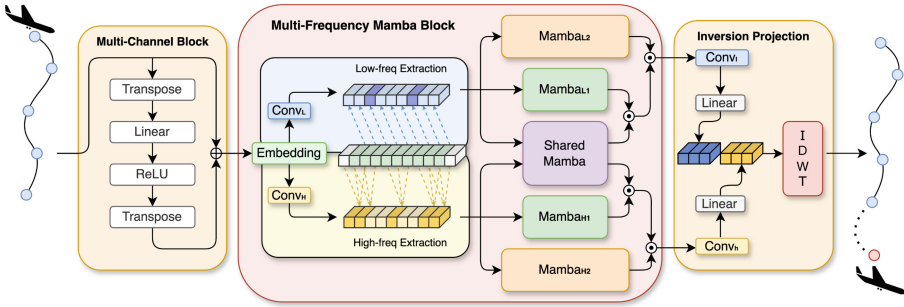 Multi-Channel Block
Transpose
Linear
ReLU
Transpose
Multi-Frequency Mamba Block
Low-freq Extraction
ConvL
Embedding
ConvH
High-freq Extraction
MambaL2
MambaL1
Shared
Mamba
MambaH1
MambaH2
Inversion Projection
Convl
Linear
I
D
W
T
Linear
Convh